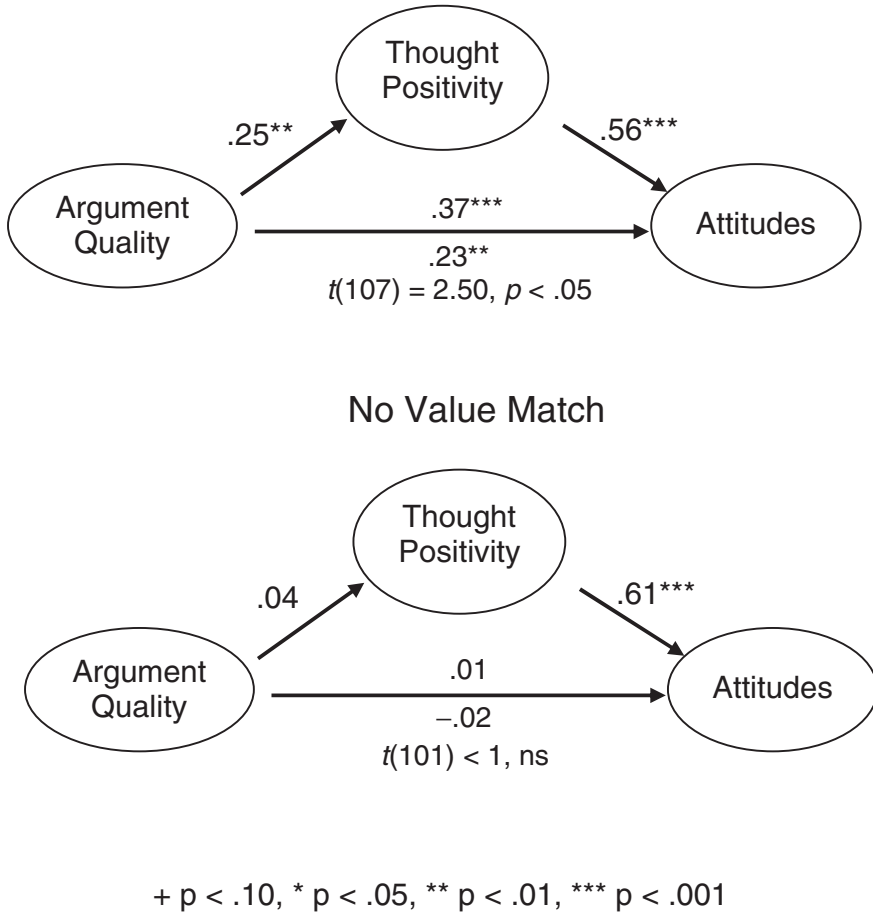 Thought
Positivity
.25**
.56***
Argument
Quality
.37***
Attitudes
.23**
t(107) = 2.50, p < .05
No Value Match
Thought
Positivity
.04
.61***
Argument
Quality
.01
Attitudes
–.02
t(101) < 1, ns
+ p < .10, * p < .05, ** p < .01, *** p < .001